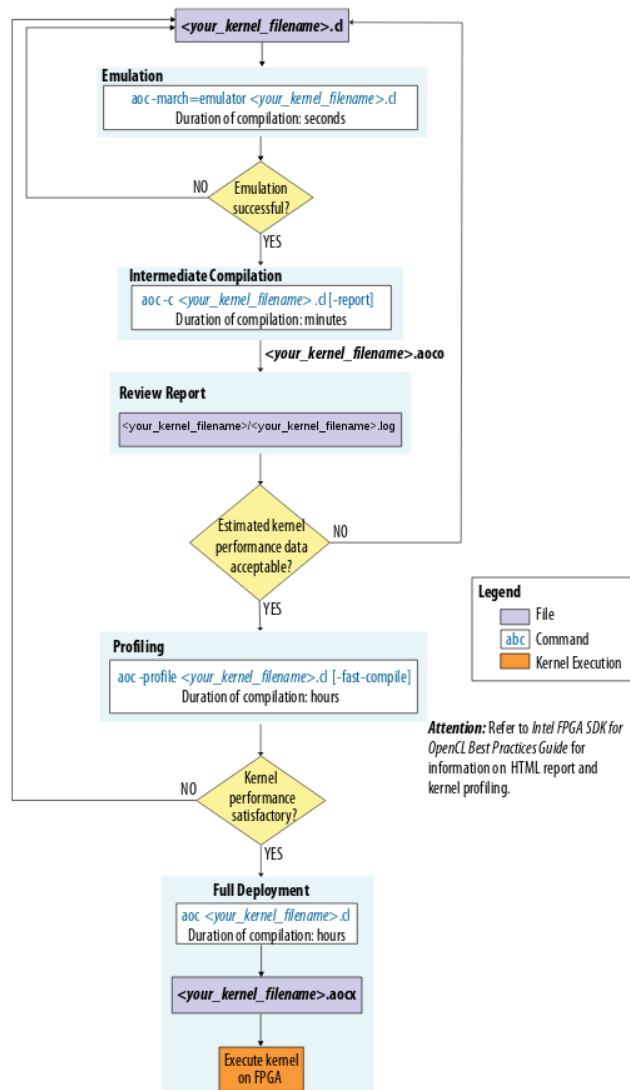 <your_kernel_filename>.cl
Emulation
aoc -march=emulator <your_kernel_filename>.cl
Duration of compilation: seconds
NO
Emulation
successful?
YES
Intermediate Compilation
aoc -c <your_kernel_filename> .cl [-report]
Duration of compilation: minutes
<your_kernel_filename>.aoco
Review Report
<your_kernel_filename>/<your_kernel_filename>.log
Estimated kernel
performance data
acceptable?
NO
YES
Legend
File
abc Command
Kernel Execution
Profiling
aoc -profile <your_kernel_filename>.cl [-fast-compile]
Duration of compilation: hours
Attention: Refer to Intel FPGA SDK for
OpenCL Best Practices Guide for
information on HTML report and
kernel profiling.
NO
Kernel
performance
satisfactory?
YES
Full Deployment
aoc <your_kernel_filename>.cl
Duration of compilation: hours
<your_kernel_filename>.aocx
Execute kernel
on FPGA